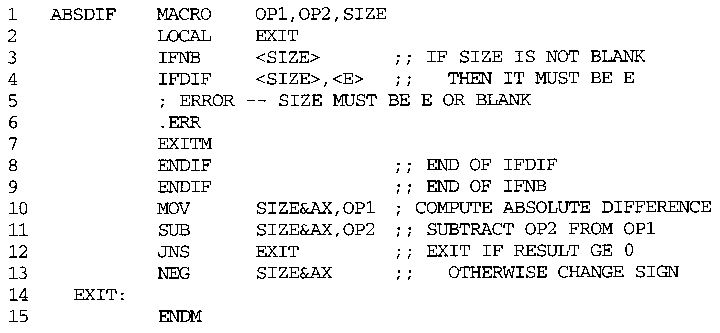 1 ABSDIF MACRO OP1,OP2,SIZE
2 LOCAL EXIT
3 IFNB <SIZE> ;; IF SIZE IS NOT BLANK
4 IFDIF <SIZE>,<E> ;; THEN IT MUST BE E
5 ; ERROR -- SIZE MUST BE E OR BLANK
6 .ERR
7 EXITM
8 ENDIF ;; END OF IFDIF
9 ENDIF ;; END OF IFNB
10 MOV SIZE&AX,OP1 ; COMPUTE ABSOLUTE DIFFERENCE
11 SUB SIZE&AX,OP2 ;; SUBTRACT OP2 FROM OP1
12 JNS EXIT ;; EXIT IF RESULT GE 0
13 NEG SIZE&AX ;; OTHERWISE CHANGE SIGN
14 EXIT:
15 ENDM